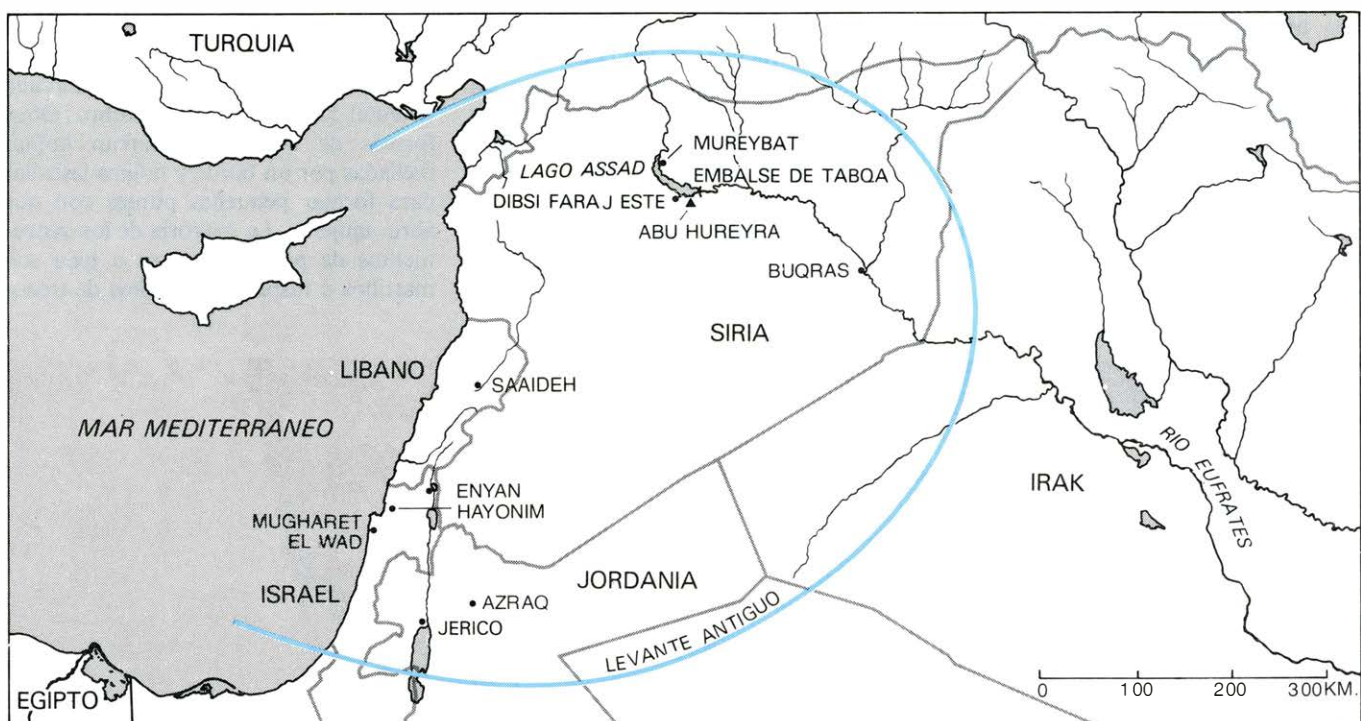 TURQUIA
MUREYBAT
LAGO ASSAD
EMBALSE DE TABQA
DIBSI FARAJ ESTE
ABU HUREYRA
BUQRAS
SIRIA
LIBANO
SAAIDEH
MAR MEDITERRANEO
RIO EUFRATES
IRAK
ENYAN
HAYONIM
MUGHARET
EL WAD
ISRAEL
JORDANIA
AZRAQ
JERICO
LEVANTE ANTIGUO
EGIPTO
0 100 200 300KM.